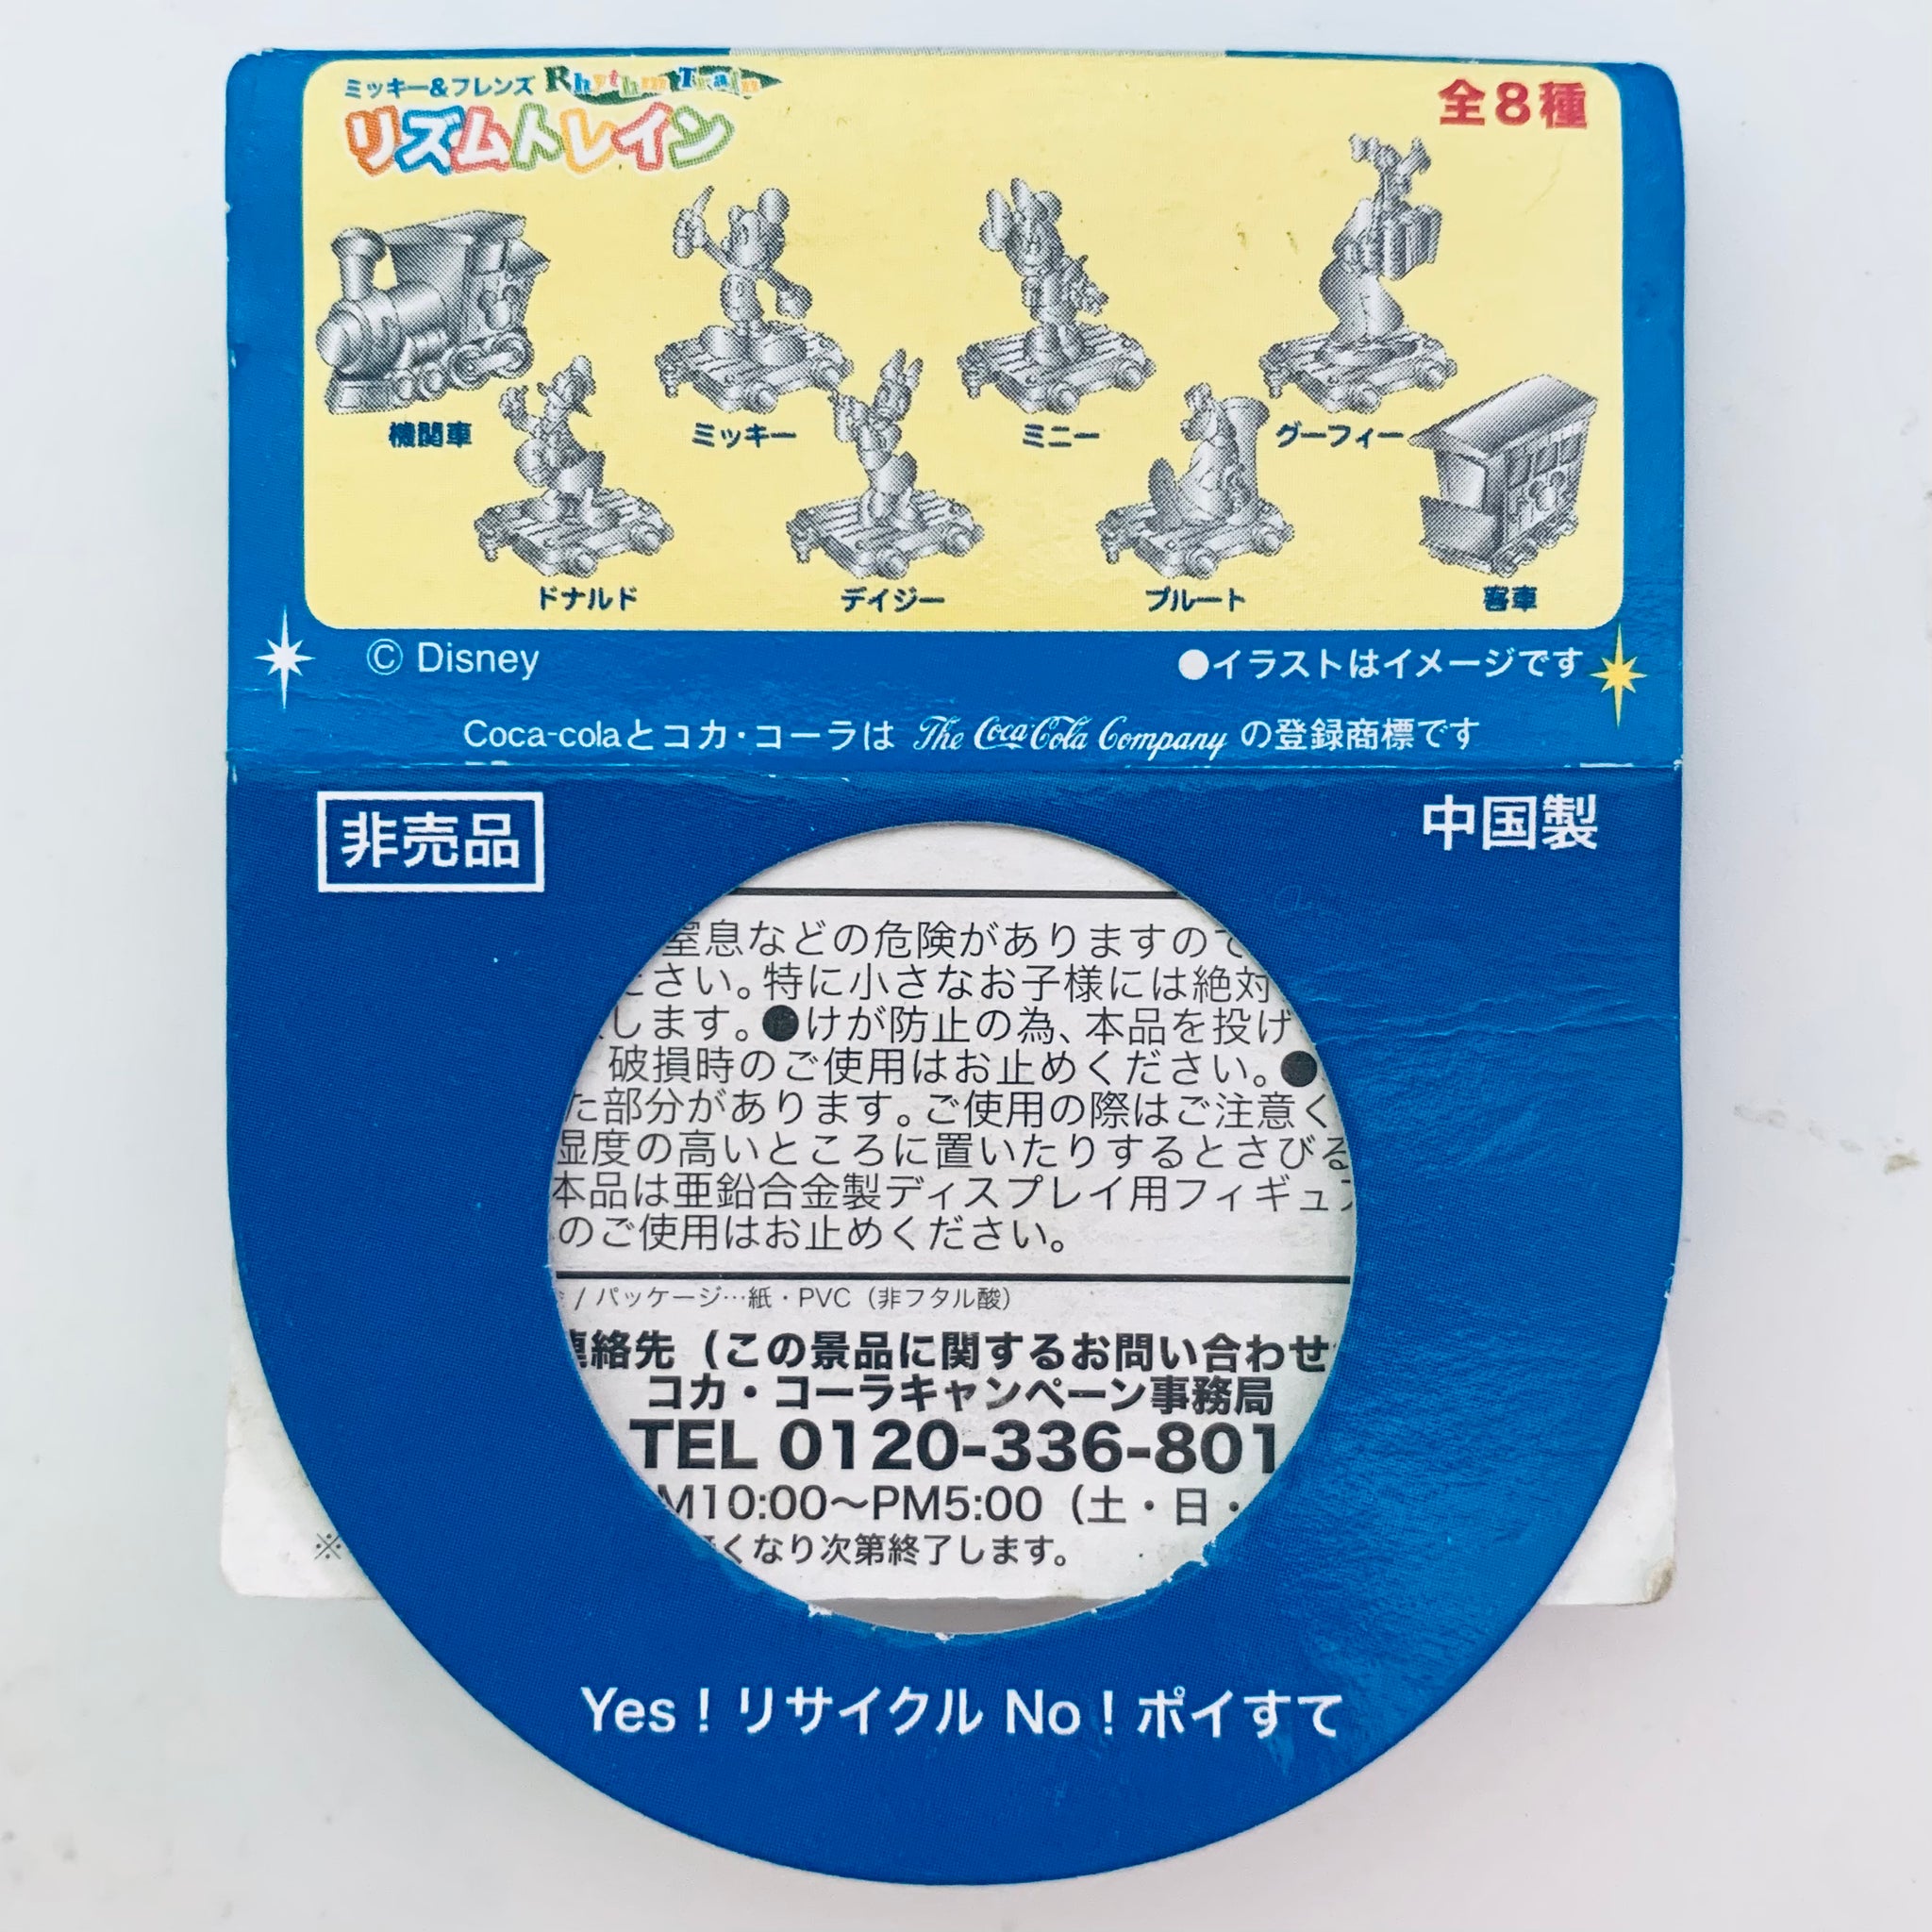 ミッキー&フレンズ Rhythm Train
リズムトレイン
全8種
機関車
ミッキー
ミニー
グーフィー
ドナルド
デイジー
プルート
客車
© Disney
●イラストはイメージです
Coca-colaとコカ・コーラは The Coca-Cola Company の登録商標です
非売品
中国製
窒息などの危険がありますので
ださい。特に小さなお子様には絶対
します。●けが防止の為、本品を投げ
破損時のご使用はお止めください。●
た部分があります。ご使用の際はご注意く
湿度の高いところに置いたりするとさびる
本品は亜鉛合金製ディスプレイ用フィギュア
のご使用はお止めください。
/ パッケージ…紙・PVC（非フタル酸）
連絡先（この景品に関するお問い合わせ
コカ・コーラキャンペーン事務局
TEL 0120-336-801
M10:00〜PM5:00（土・日・
※
くなり次第終了します。
Yes！リサイクル No！ポイすて